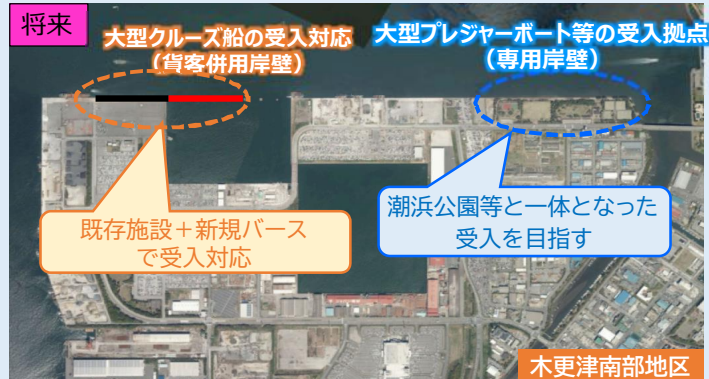 将来
大型クルーズ船の受入対応
（貨客併用岸壁）
大型プレジャーボート等の受入拠点
（専用岸壁）
既存施設＋新規バース
で受入対応
潮浜公園等と一体となった
受入を目指す
木更津南部地区